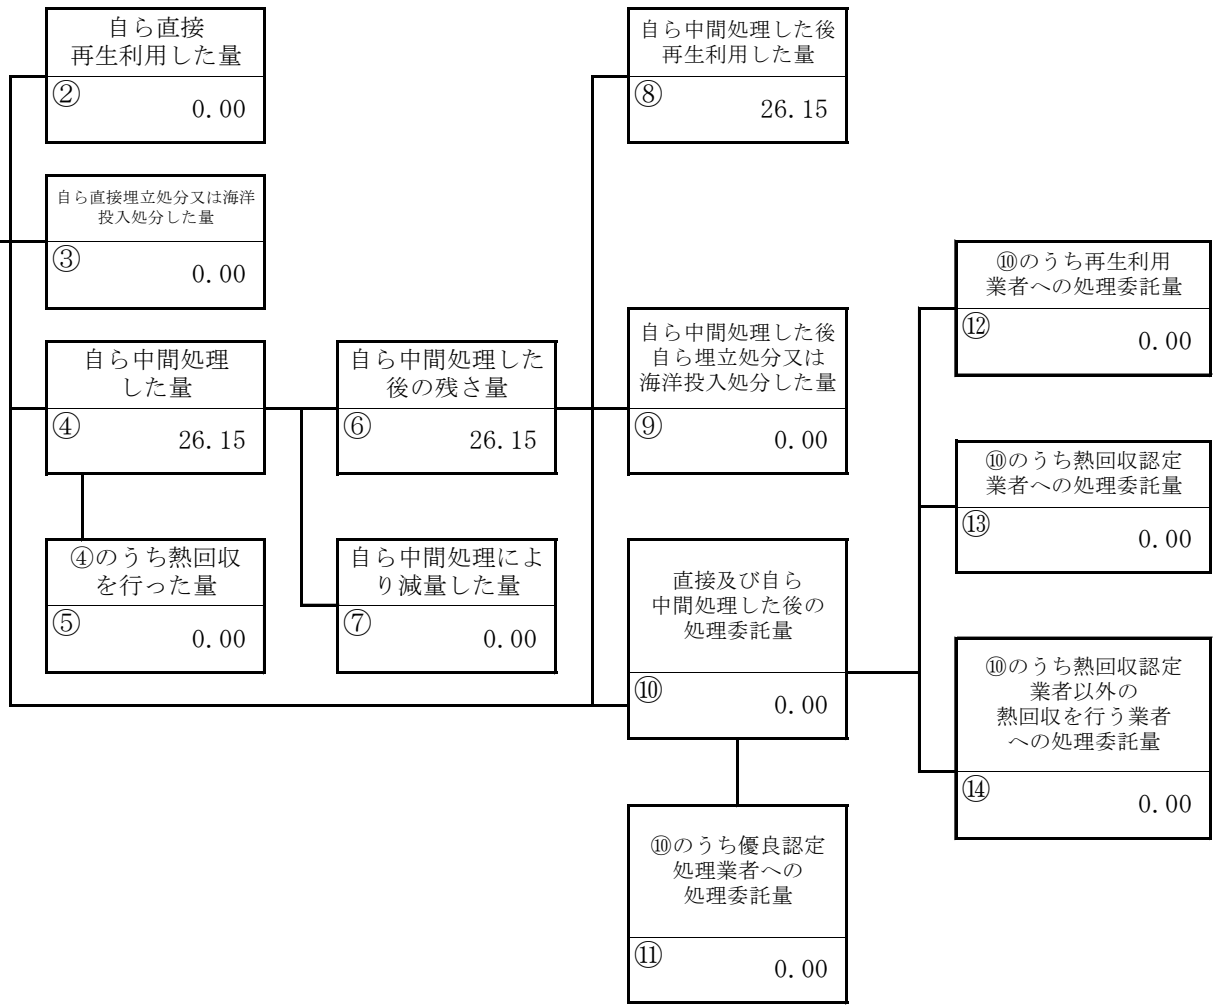 自ら直接
再生利用した量
②
0.00
自ら直接埋立処分又は海洋
投入処分した量
③
0.00
自ら中間処理
した量
④
26.15
④のうち熱回収
を行った量
⑤
0.00
自ら中間処理した
後の残さ量
⑥
26.15
自ら中間処理によ
り減量した量
⑦
0.00
自ら中間処理した後
再生利用した量
⑧
26.15
自ら中間処理した後
自ら埋立処分又は
海洋投入処分した量
⑨
0.00
直接及び自ら
中間処理した後の
処理委託量
⑩
0.00
⑩のうち優良認定
処理業者への
処理委託量
⑪
0.00
⑩のうち再生利用
業者への処理委託量
⑫
0.00
⑩のうち熱回収認定
業者への処理委託量
⑬
0.00
⑩のうち熱回収認定
業者以外の
熱回収を行う業者
への処理委託量
⑭
0.00